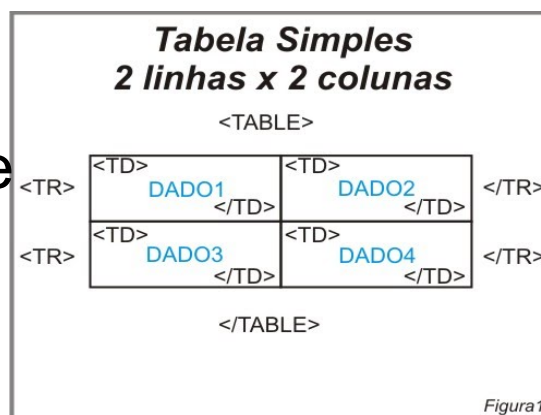 Tabela Simples
2 linhas x 2 colunas
<TABLE>
e
<TR> <TD> DADO1 </TD> <TD> DADO2 </TD> </TR>
<TR> <TD> DADO3 </TD> <TD> DADO4 </TD> </TR>
</TABLE>
Figura1